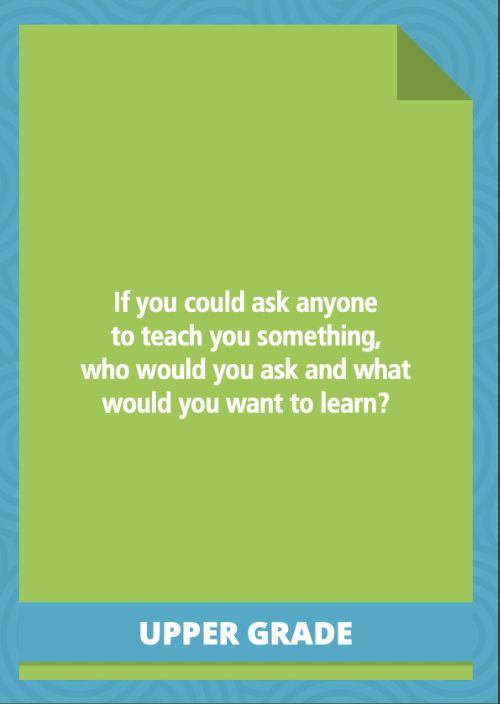 If you could ask anyone
to teach you something,
who would you ask and what
would you want to learn?
UPPER GRADE